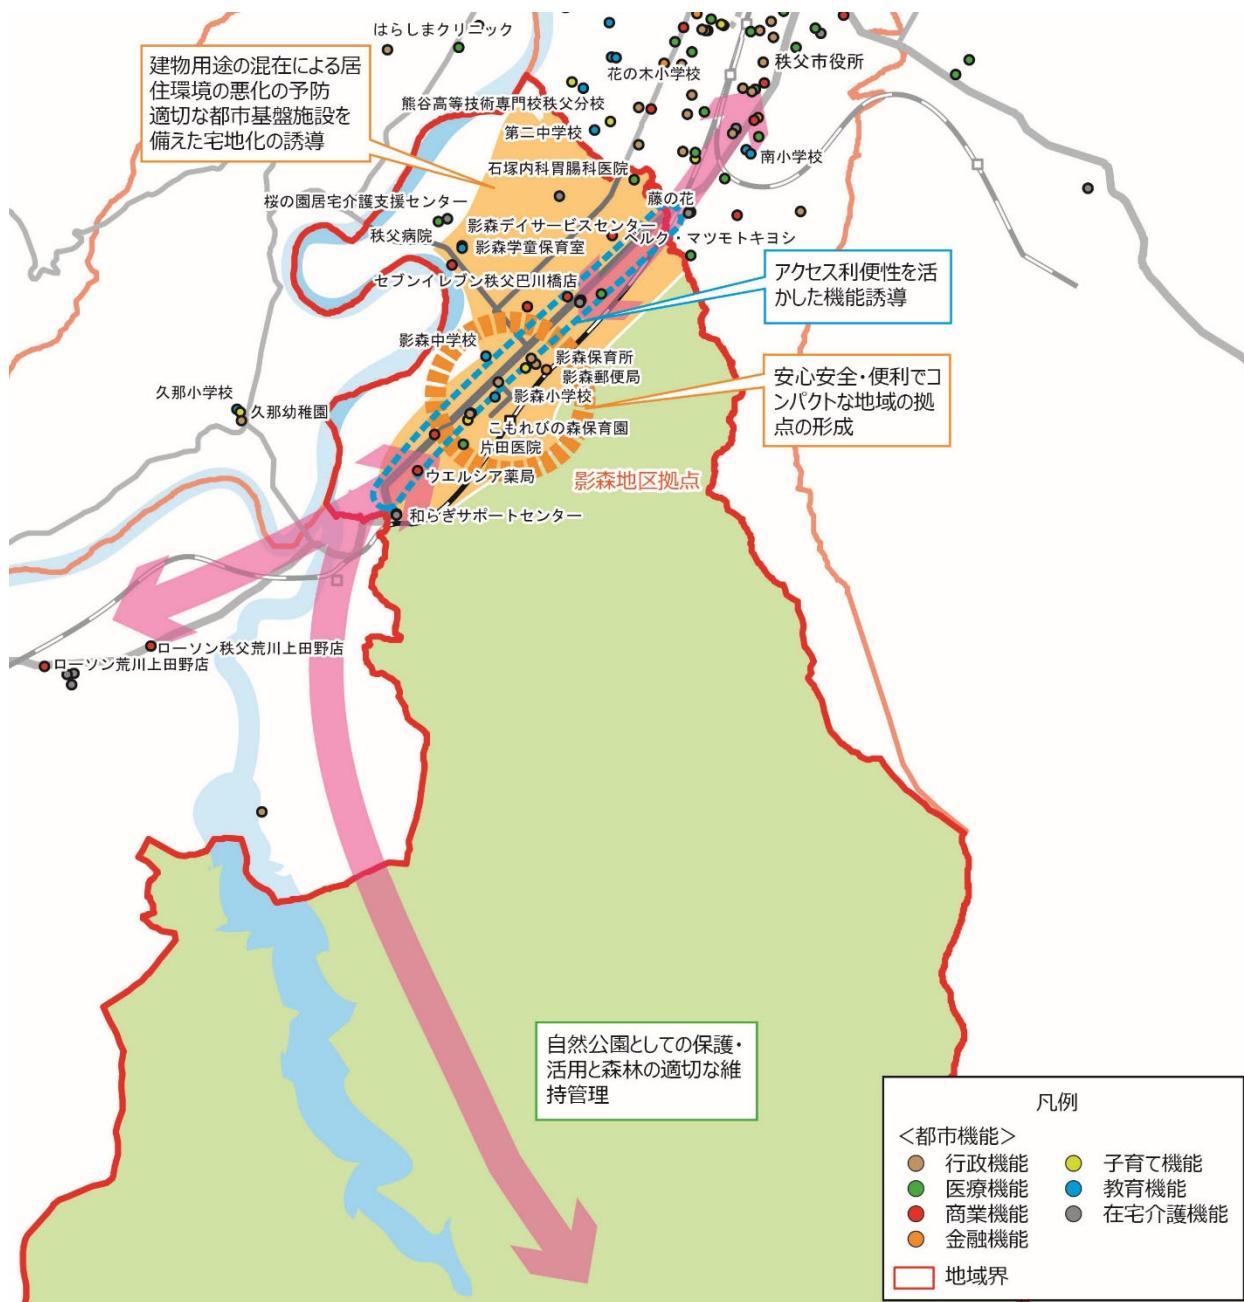 はらしまクリニック
建物用途の混在による居
住環境の悪化の予防
適切な都市基盤施設を
備えた宅地化の誘導
秩父市役所
花の木小学校
熊谷高等技術専門校秩父分校
第二中学校
南小学校
石塚内科胃腸科医院
桜の園居宅介護支援センター
藤の花
影森デイサービスセンター
秩父病院
ベルク・マツモトキヨシ
影森学童保育室
セブンイレブン秩父巴川橋店
アクセス利便性を活
かした機能誘導
影森中学校
影森保育所
影森郵便局
安心安全・便利でコ
ンパクトな地域の拠
点の形成
久那小学校
影森小学校
久那幼稚園
こもれびの森保育園
片田医院
ウエルシア薬局
影森地区拠点
和らぎサポートセンター
ローソン秩父荒川上田野店
ローソン荒川上田野店
自然公園としての保護・
活用と森林の適切な維
持管理
凡例
＜都市機能＞
行政機能
子育て機能
医療機能
教育機能
商業機能
在宅介護機能
金融機能
地域界